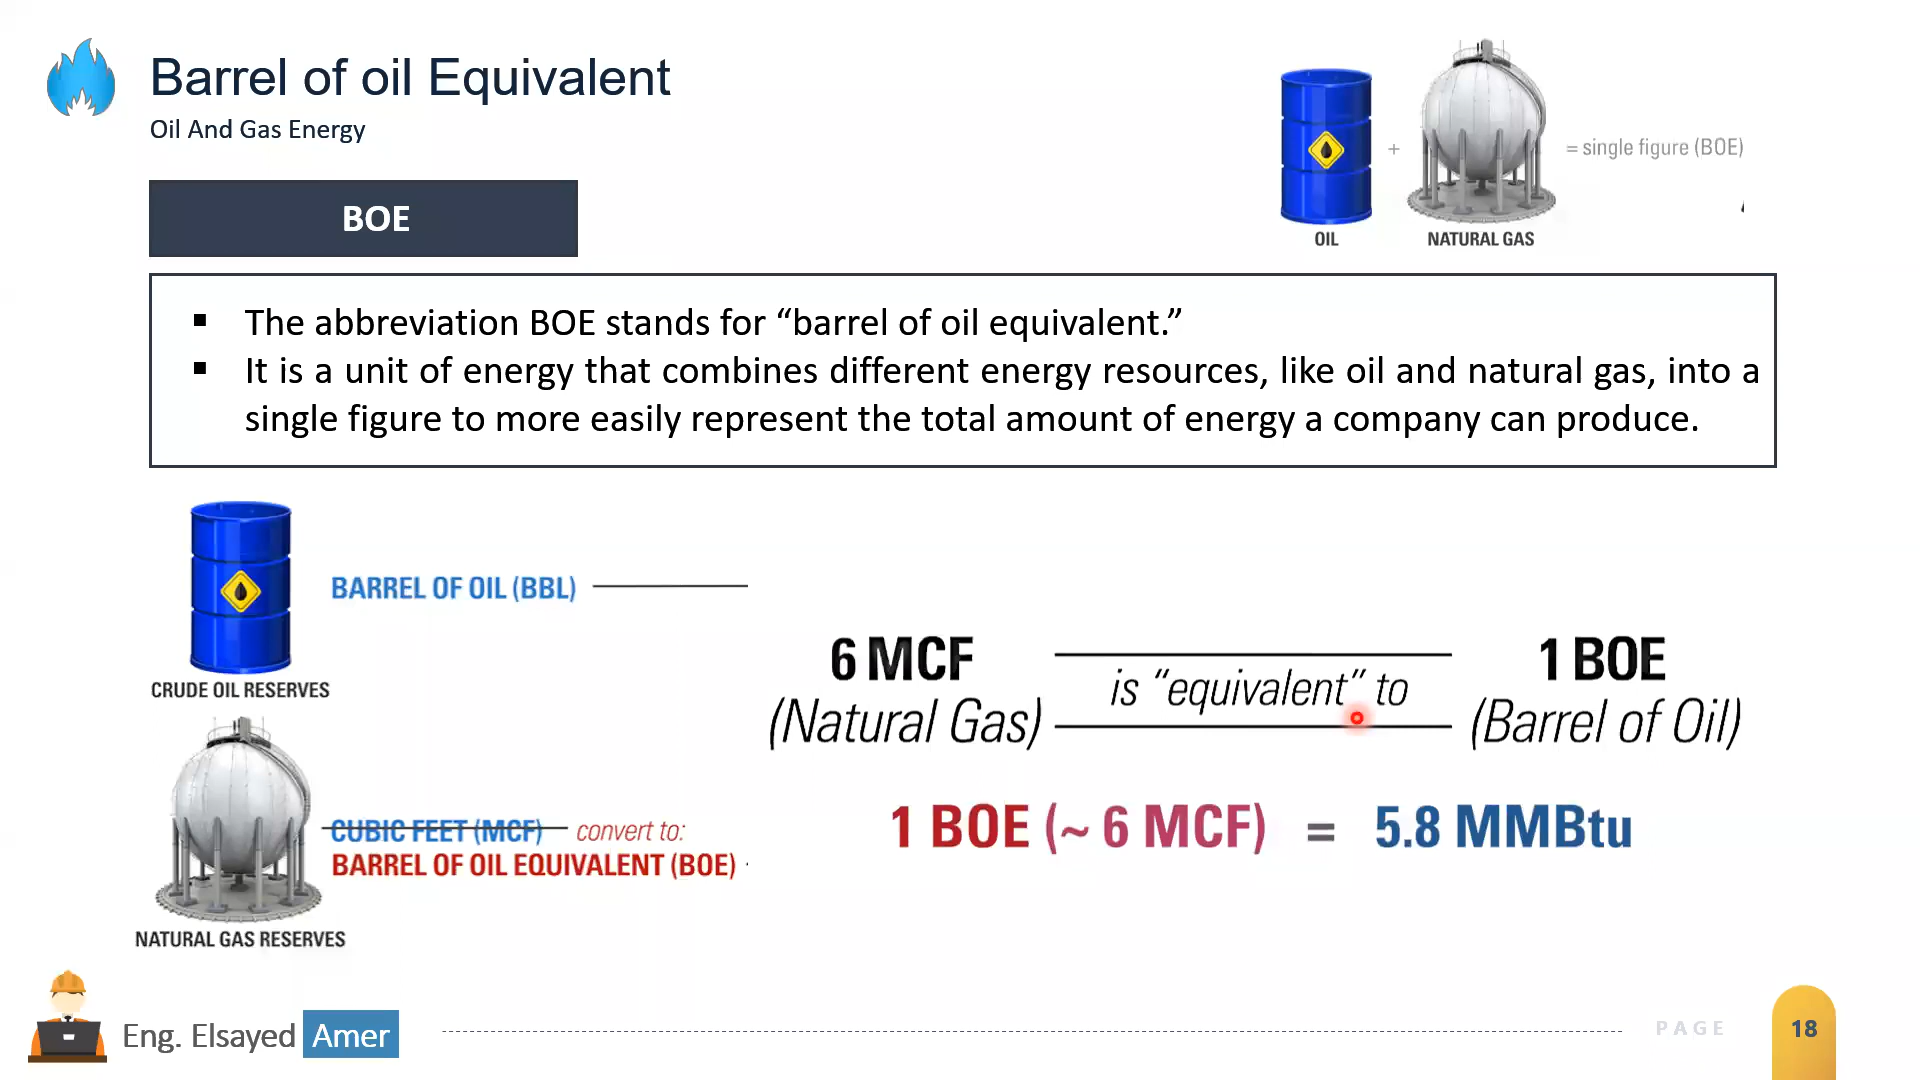 Barrel of oil Equivalent
Oil And Gas Energy
+
= single figure (BOE)
OIL
NATURAL GAS
BOE
▪ The abbreviation BOE stands for “barrel of oil equivalent.”
▪ It is a unit of energy that combines different energy resources, like oil and natural gas, into a
single figure to more easily represent the total amount of energy a company can produce.
BARREL OF OIL (BBL)
CRUDE OIL RESERVES
6 MCF
(Natural Gas)
is “equivalent” to
1 BOE
(Barrel of Oil)
CUBIC FEET (MCF) convert to:
BARREL OF OIL EQUIVALENT (BOE)
NATURAL GAS RESERVES
1 BOE (~ 6 MCF) = 5.8 MMBtu
Eng. Elsayed Amer
PAGE 18